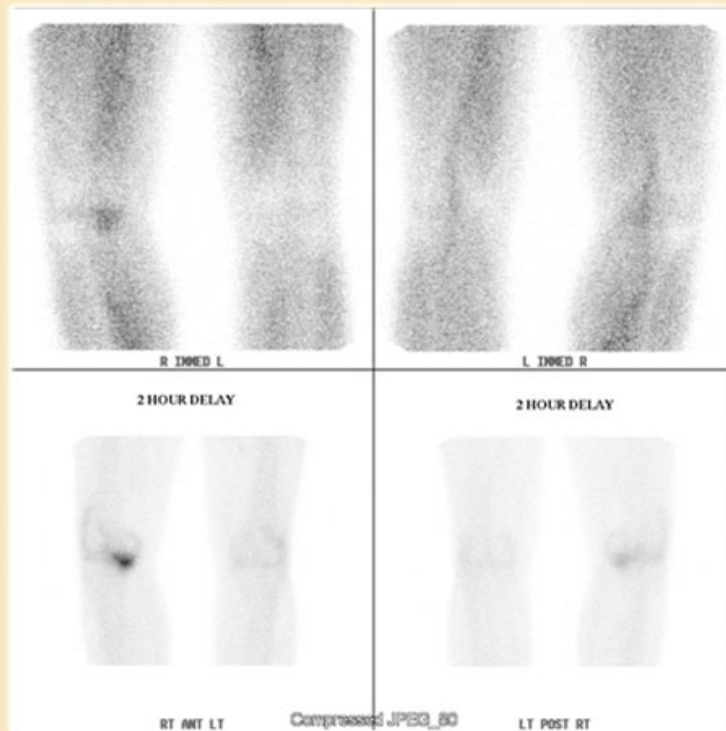 R IMMED L
L IMMED R
2 HOUR DELAY
2 HOUR DELAY
RT ANT LT
Compressed JPEG_80
LT POST RT